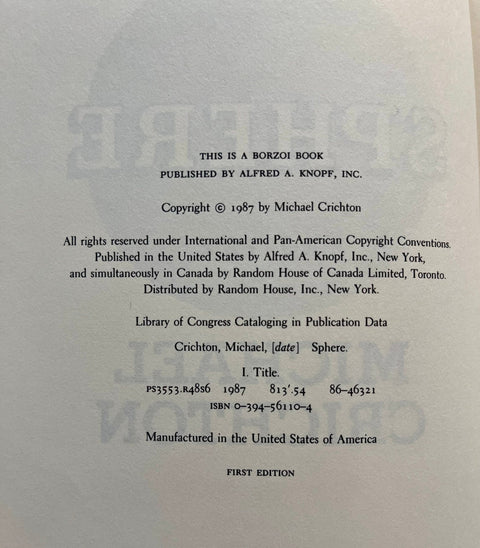 THIS IS A BORZOI BOOK
PUBLISHED BY ALFRED A. KNOPF, INC.
Copyright © 1987 by Michael Crichton
All rights reserved under International and Pan-American Copyright Conventions.
Published in the United States by Alfred A. Knopf, Inc., New York,
and simultaneously in Canada by Random House of Canada Limited, Toronto.
Distributed by Random House, Inc., New York.
Library of Congress Cataloging in Publication Data
Crichton, Michael, [date] Sphere.
I. Title.
PS3553.R48S6 1987 813'.54 86–46321
ISBN 0–394–56110–4
Manufactured in the United States of America
FIRST EDITION
SPHERE
MICHAEL
CRICHTON